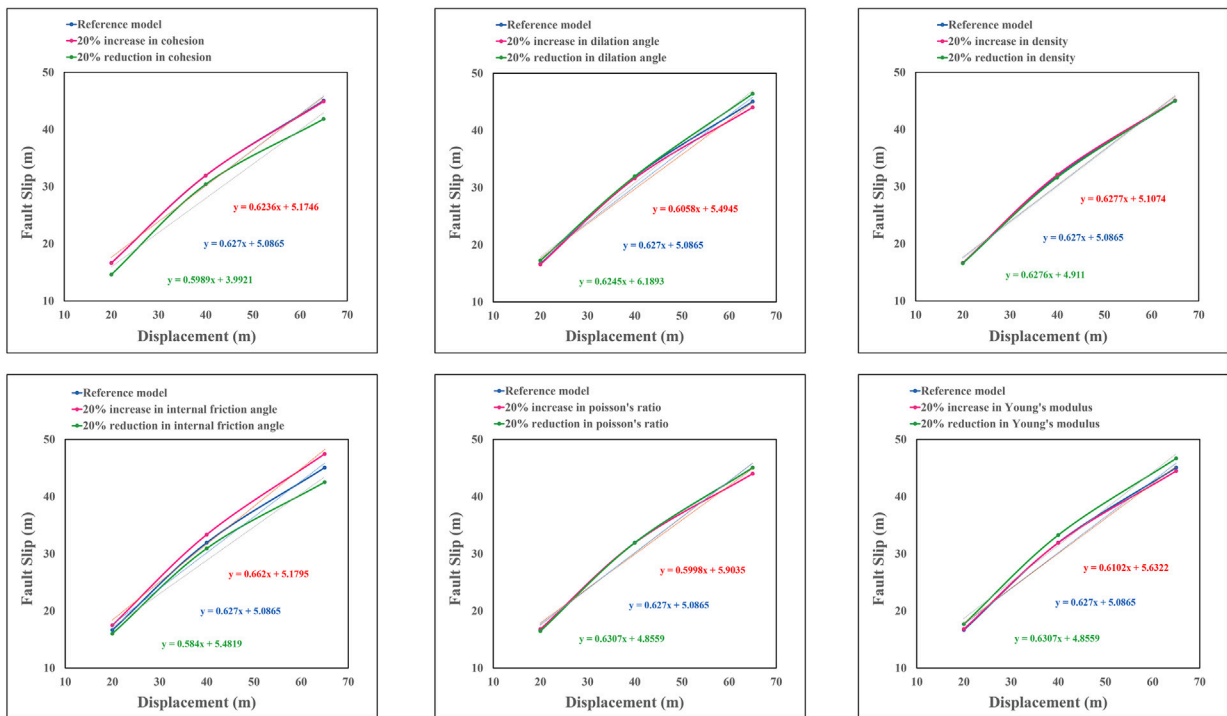 Reference model
20% increase in cohesion
20% reduction in cohesion
50
40
30
20
10
Fault Slip (m)
y = 0.6236x + 5.1746
y = 0.627x + 5.0865
y = 0.5989x + 3.9921
10 20 30 40 50 60 70
Displacement (m)
Reference model
20% increase in dilation angle
20% reduction in dilation angle
50
40
30
20
10
Fault Slip (m)
y = 0.6058x + 5.4945
y = 0.627x + 5.0865
y = 0.6245x + 6.1893
10 20 30 40 50 60 70
Displacement (m)
Reference model
20% increase in density
20% reduction in density
50
40
30
20
10
Fault Slip (m)
y = 0.6277x + 5.1074
y = 0.627x + 5.0865
y = 0.6276x + 4.911
10 20 30 40 50 60 70
Displacement (m)
Reference model
20% increase in internal friction angle
20% reduction in internal friction angle
50
40
30
20
10
Fault Slip (m)
y = 0.662x + 5.1795
y = 0.627x + 5.0865
y = 0.584x + 5.4819
10 20 30 40 50 60 70
Displacement (m)
Reference model
20% increase in poisson's ratio
20% reduction in poisson's ratio
50
40
30
20
10
Fault Slip (m)
y = 0.5998x + 5.9035
y = 0.627x + 5.0865
y = 0.6307x + 4.8559
10 20 30 40 50 60 70
Displacement (m)
Reference model
20% increase in Young's modulus
20% reduction in Young's modulus
50
40
30
20
10
Fault Slip (m)
y = 0.6102x + 5.6322
y = 0.627x + 5.0865
y = 0.6307x + 4.8559
10 20 30 40 50 60 70
Displacement (m)